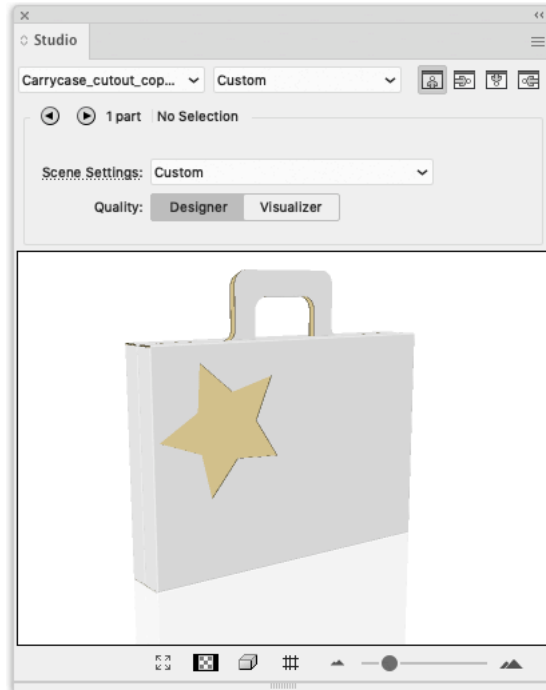 Studio
Carrycase_cutout_cop... Custom
1 part No Selection
Scene Settings: Custom
Quality: Designer Visualizer